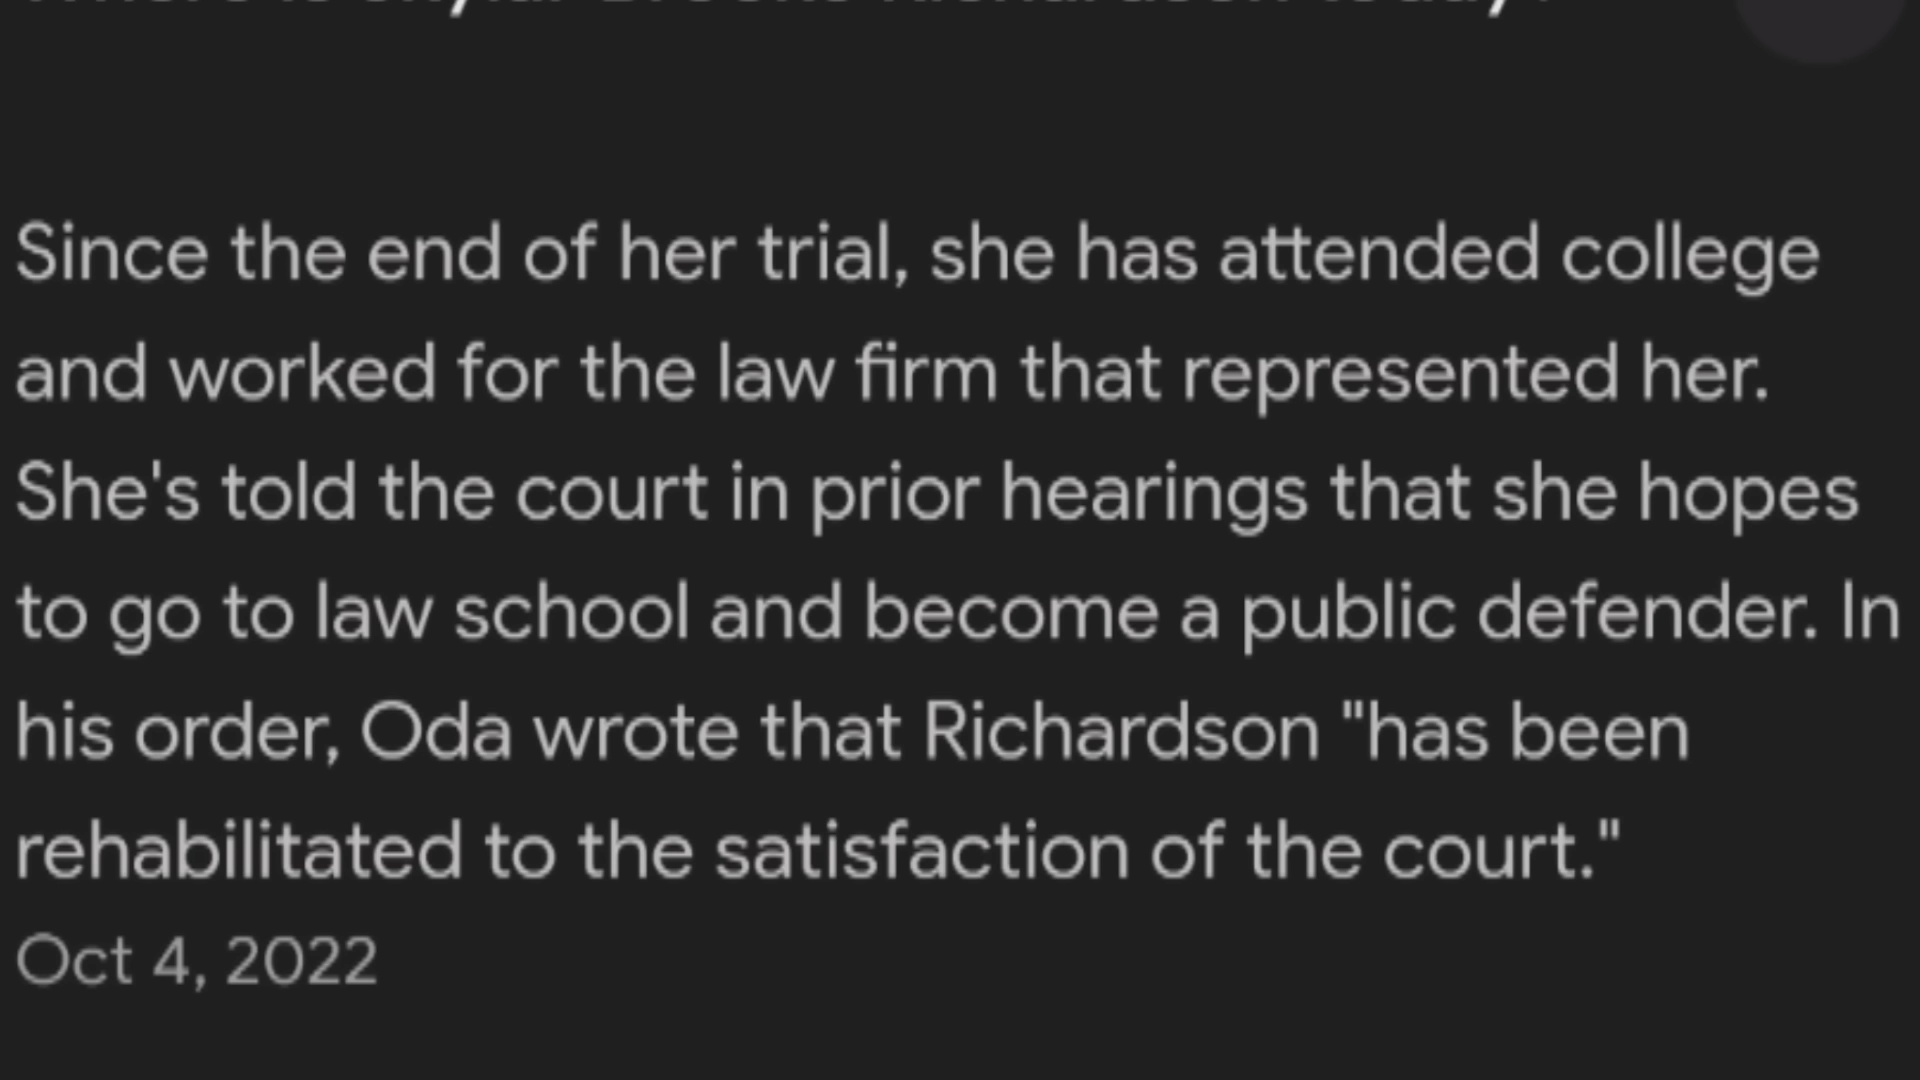 Since the end of her trial, she has attended college
and worked for the law firm that represented her.
She's told the court in prior hearings that she hopes
to go to law school and become a public defender. In
his order, Oda wrote that Richardson "has been
rehabilitated to the satisfaction of the court."
Oct 4, 2022